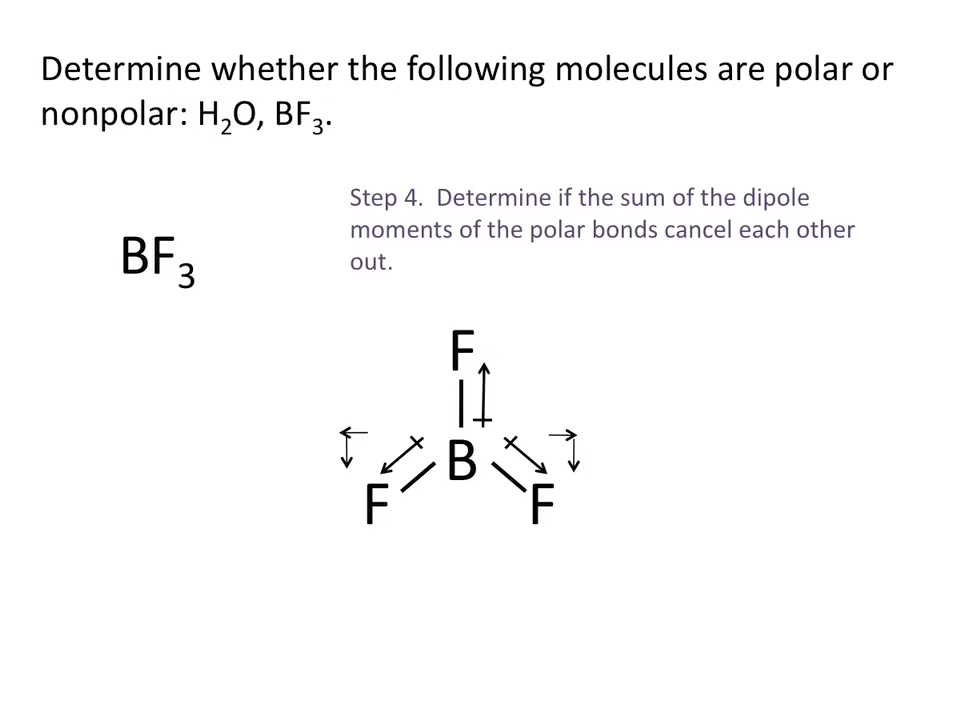 Determine whether the following molecules are polar or
nonpolar: H₂O, BF₃.
Step 4. Determine if the sum of the dipole
moments of the polar bonds cancel each other
out.
BF₃
F
B
F F